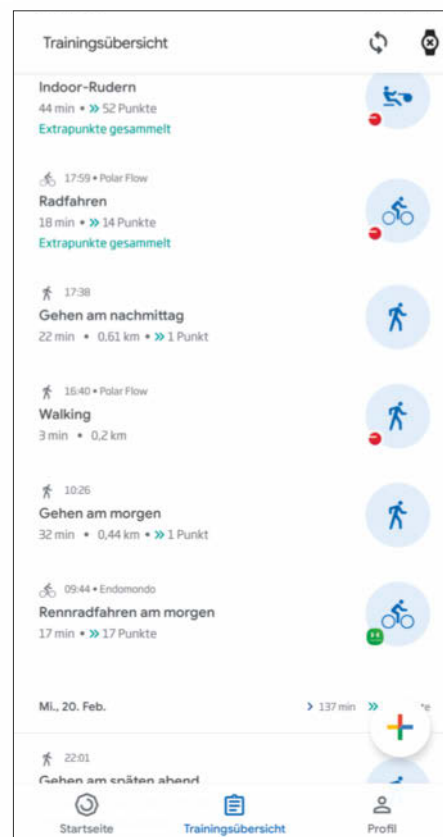 Trainingsübersicht
Indoor-Rudern
44 min • » 52 Punkte
Extrapunkte gesammelt
17:59 • Polar Flow
Radfahren
18 min • » 14 Punkte
Extrapunkte gesammelt
17:38
Gehen am nachmittag
22 min • 0,61 km • » 1 Punkt
16:40 • Polar Flow
Walking
3 min • 0,2 km
10:26
Gehen am morgen
32 min • 0,44 km • » 1 Punkt
09:44 • Endomondo
Rennradfahren am morgen
17 min • » 17 Punkte
Mi., 20. Feb. > 137 min »
22:01
Gehen am späten abend
Startseite Trainingsübersicht Profil